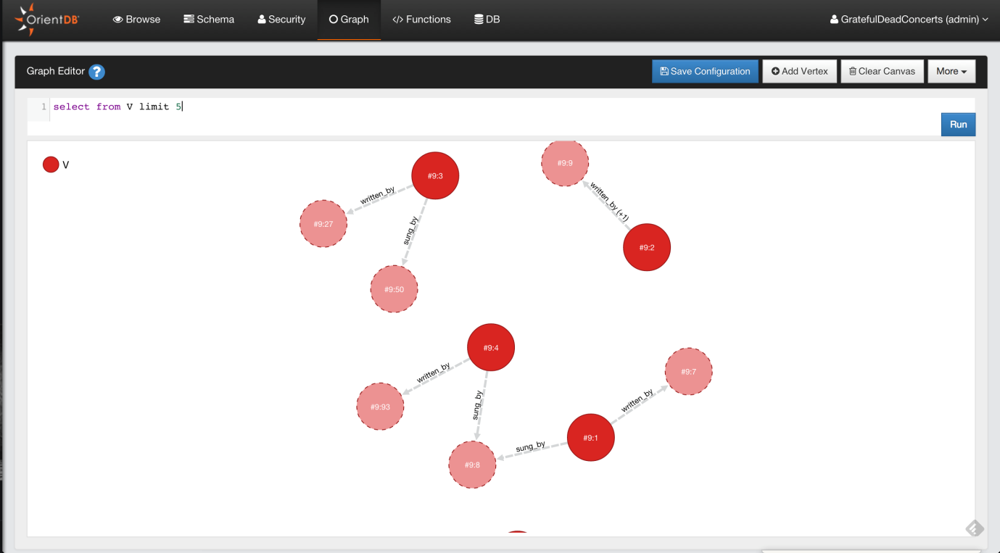 OrientDB Browse Schema Security Graph Functions DB GratefulDeadConcerts (admin)
Graph Editor ? Save Configuration Add Vertex Clear Canvas More
1 select from V limit 5
Run
V
#9:3
#9:9
written_by
written_by (+1)
#9:27
sung_by
#9:2
#9:50
#9:4
written_by
#9:7
sung_by
written_by
#9:93
#9:1
sung_by
#9:8